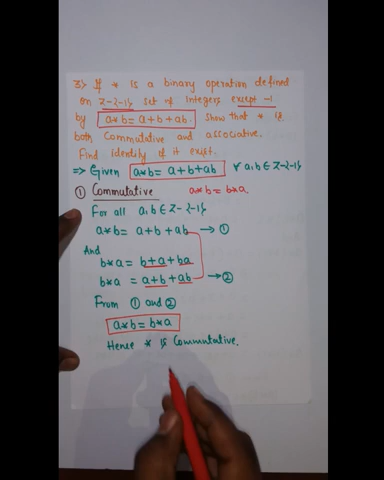 3) If * is a binary operation defined
on Z-{-1} set of integers except -1
by a*b= a+b+ab. Show that * is
both Commutative and associative.
Find Identity if it exist.
=> Given a*b= a+b+ab ∀ a,b ∈ Z-{-1}
① Commutative a*b= b*a
For all a,b ∈ Z-{-1}
a*b= a+b+ab → ①
And
b*a= b+a+ba
b*a = a+b+ab → ②
From ① and ②
a*b= b*a
Hence * is Commutative.